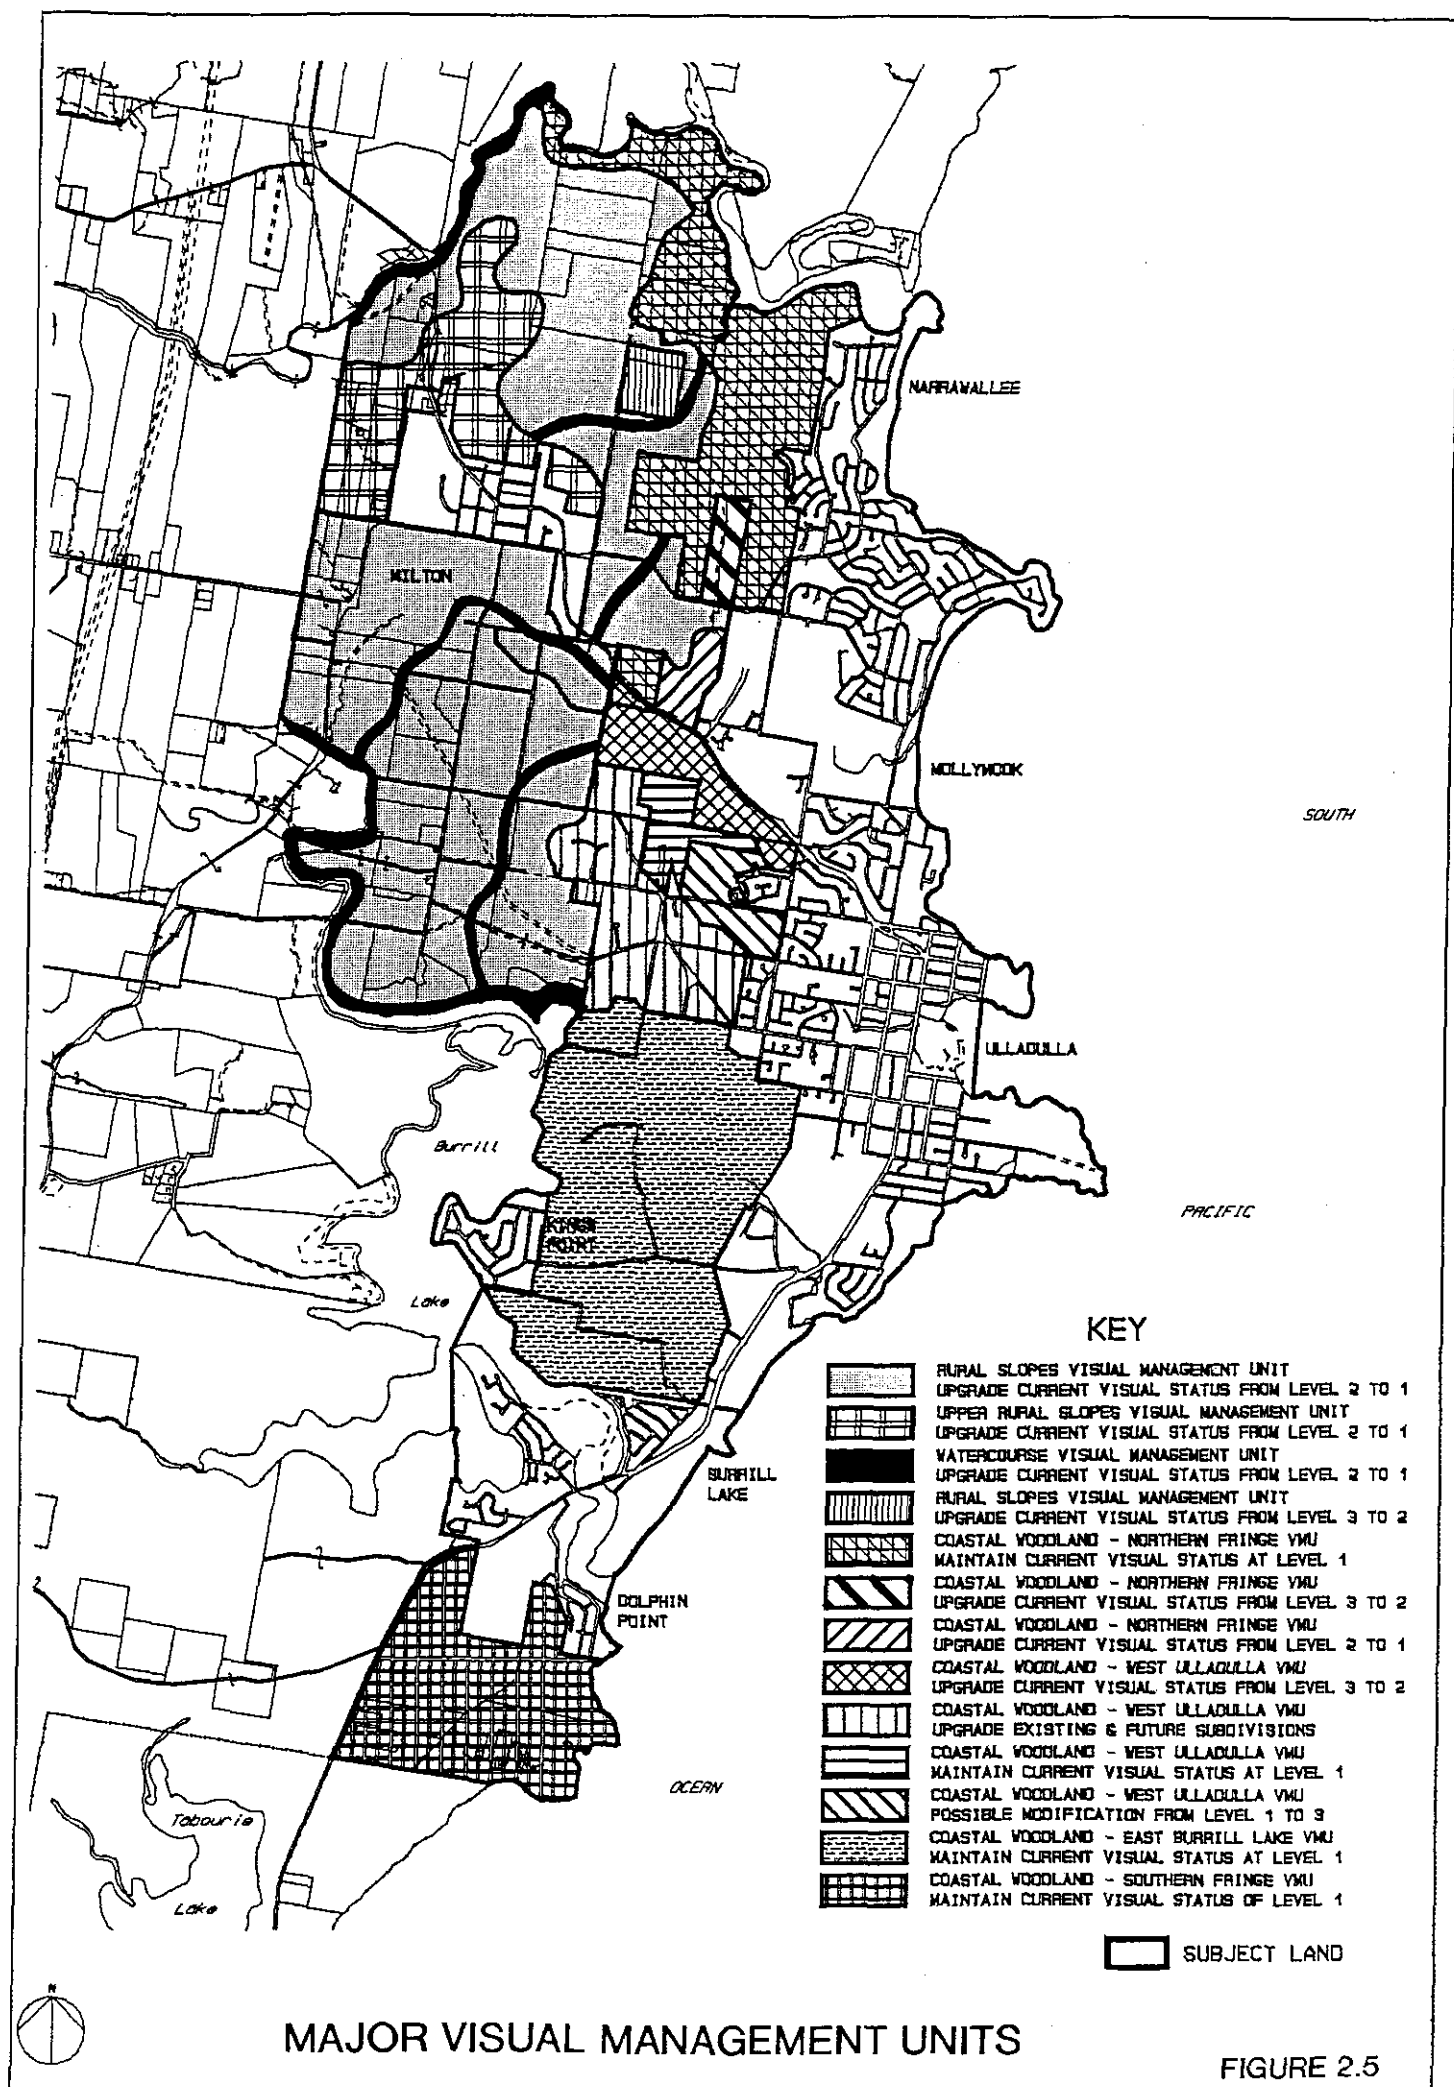 NARRAWALLEE
MILTON
MOLLYMOOK
SOUTH
ULLADULLA
Burrill
PACIFIC
KINGS
POINT
Lake
KEY
RURAL SLOPES VISUAL MANAGEMENT UNIT
UPGRADE CURRENT VISUAL STATUS FROM LEVEL 2 TO 1
UPPER RURAL SLOPES VISUAL MANAGEMENT UNIT
UPGRADE CURRENT VISUAL STATUS FROM LEVEL 2 TO 1
WATERCOURSE VISUAL MANAGEMENT UNIT
UPGRADE CURRENT VISUAL STATUS FROM LEVEL 2 TO 1
RURAL SLOPES VISUAL MANAGEMENT UNIT
UPGRADE CURRENT VISUAL STATUS FROM LEVEL 3 TO 2
COASTAL WOODLAND - NORTHERN FRINGE VMU
MAINTAIN CURRENT VISUAL STATUS AT LEVEL 1
COASTAL WOODLAND - NORTHERN FRINGE VMU
UPGRADE CURRENT VISUAL STATUS FROM LEVEL 3 TO 2
COASTAL WOODLAND - NORTHERN FRINGE VMU
UPGRADE CURRENT VISUAL STATUS FROM LEVEL 2 TO 1
COASTAL WOODLAND - WEST ULLADULLA VMU
UPGRADE CURRENT VISUAL STATUS FROM LEVEL 3 TO 2
COASTAL WOODLAND - WEST ULLADULLA VMU
UPGRADE EXISTING & FUTURE SUBDIVISIONS
COASTAL WOODLAND - WEST ULLADULLA VMU
MAINTAIN CURRENT VISUAL STATUS AT LEVEL 1
COASTAL WOODLAND - WEST ULLADULLA VMU
POSSIBLE MODIFICATION FROM LEVEL 1 TO 3
COASTAL WOODLAND - EAST BURRILL LAKE VMU
MAINTAIN CURRENT VISUAL STATUS AT LEVEL 1
COASTAL WOODLAND - SOUTHERN FRINGE VMU
MAINTAIN CURRENT VISUAL STATUS OF LEVEL 1
SUBJECT LAND
BURRILL
LAKE
DOLPHIN
POINT
OCEAN
Tabourie
Lake
N
MAJOR VISUAL MANAGEMENT UNITS
FIGURE 2.5